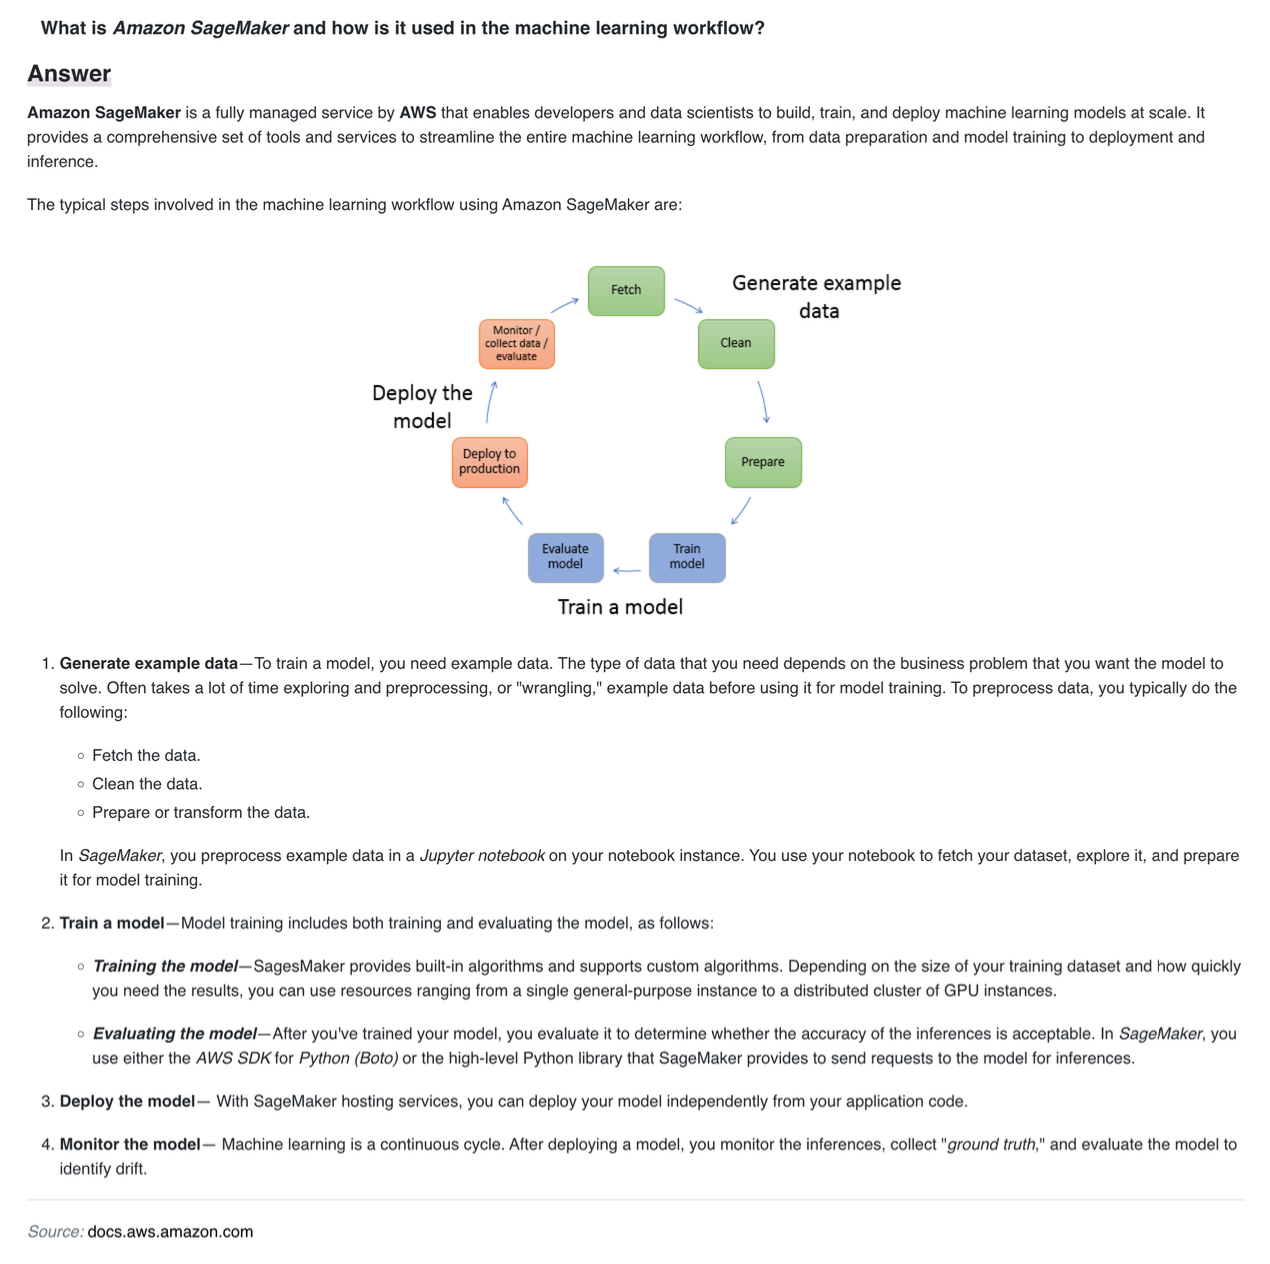 What is Amazon SageMaker and how is it used in the machine learning workflow?
Answer
Amazon SageMaker is a fully managed service by AWS that enables developers and data scientists to build, train, and deploy machine learning models at scale. It
provides a comprehensive set of tools and services to streamline the entire machine learning workflow, from data preparation and model training to deployment and
inference.
The typical steps involved in the machine learning workflow using Amazon SageMaker are:
Fetch
Generate example
data
Monitor /
collect data /
evaluate
Clean
Deploy the
model
Deploy to
production
Prepare
Evaluate
model
Train
model
Train a model
1. Generate example data—To train a model, you need example data. The type of data that you need depends on the business problem that you want the model to
solve. Often takes a lot of time exploring and preprocessing, or "wrangling," example data before using it for model training. To preprocess data, you typically do the
following:
◦ Fetch the data.
◦ Clean the data.
◦ Prepare or transform the data.
In SageMaker, you preprocess example data in a Jupyter notebook on your notebook instance. You use your notebook to fetch your dataset, explore it, and prepare
it for model training.
2. Train a model—Model training includes both training and evaluating the model, as follows:
◦ Training the model—SagesMaker provides built-in algorithms and supports custom algorithms. Depending on the size of your training dataset and how quickly
you need the results, you can use resources ranging from a single general-purpose instance to a distributed cluster of GPU instances.
◦ Evaluating the model—After you've trained your model, you evaluate it to determine whether the accuracy of the inferences is acceptable. In SageMaker, you
use either the AWS SDK for Python (Boto) or the high-level Python library that SageMaker provides to send requests to the model for inferences.
3. Deploy the model— With SageMaker hosting services, you can deploy your model independently from your application code.
4. Monitor the model— Machine learning is a continuous cycle. After deploying a model, you monitor the inferences, collect "ground truth," and evaluate the model to
identify drift.
Source: docs.aws.amazon.com